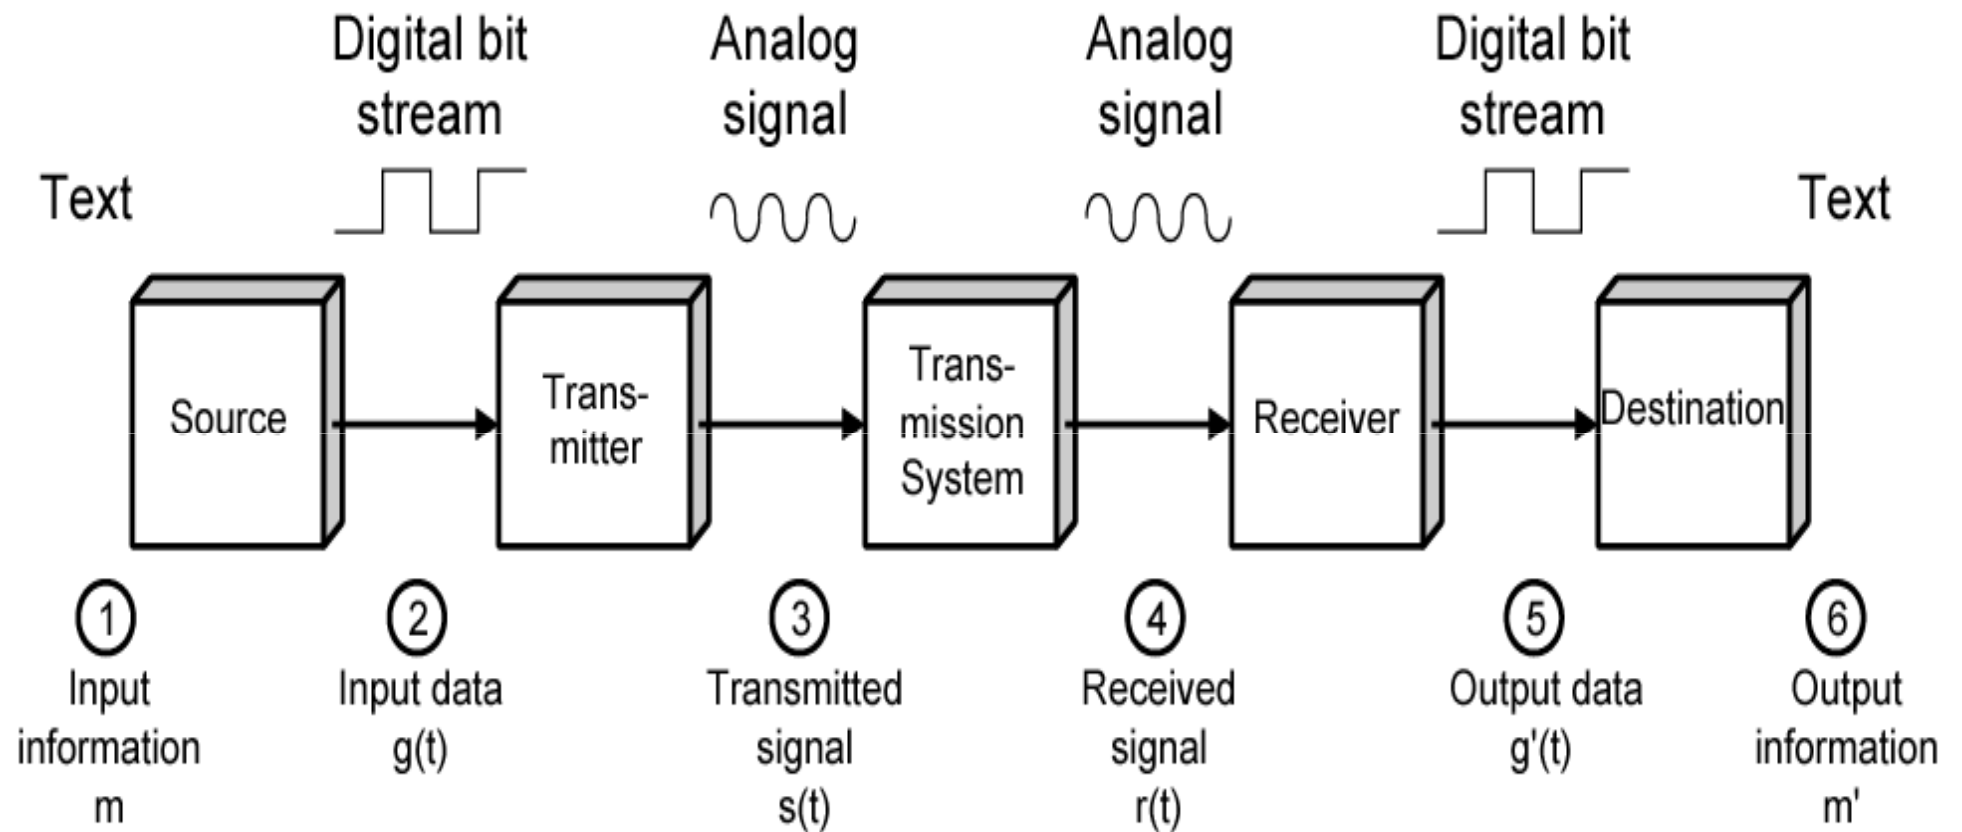 Digital bit
stream
Analog
signal
Analog
signal
Digital bit
stream
Text
Text
Source
Trans-
mitter
Trans-
mission
System
Receiver
Destination
1
Input
information
m
2
Input data
g(t)
3
Transmitted
signal
s(t)
4
Received
signal
r(t)
5
Output data
g'(t)
6
Output
information
m'